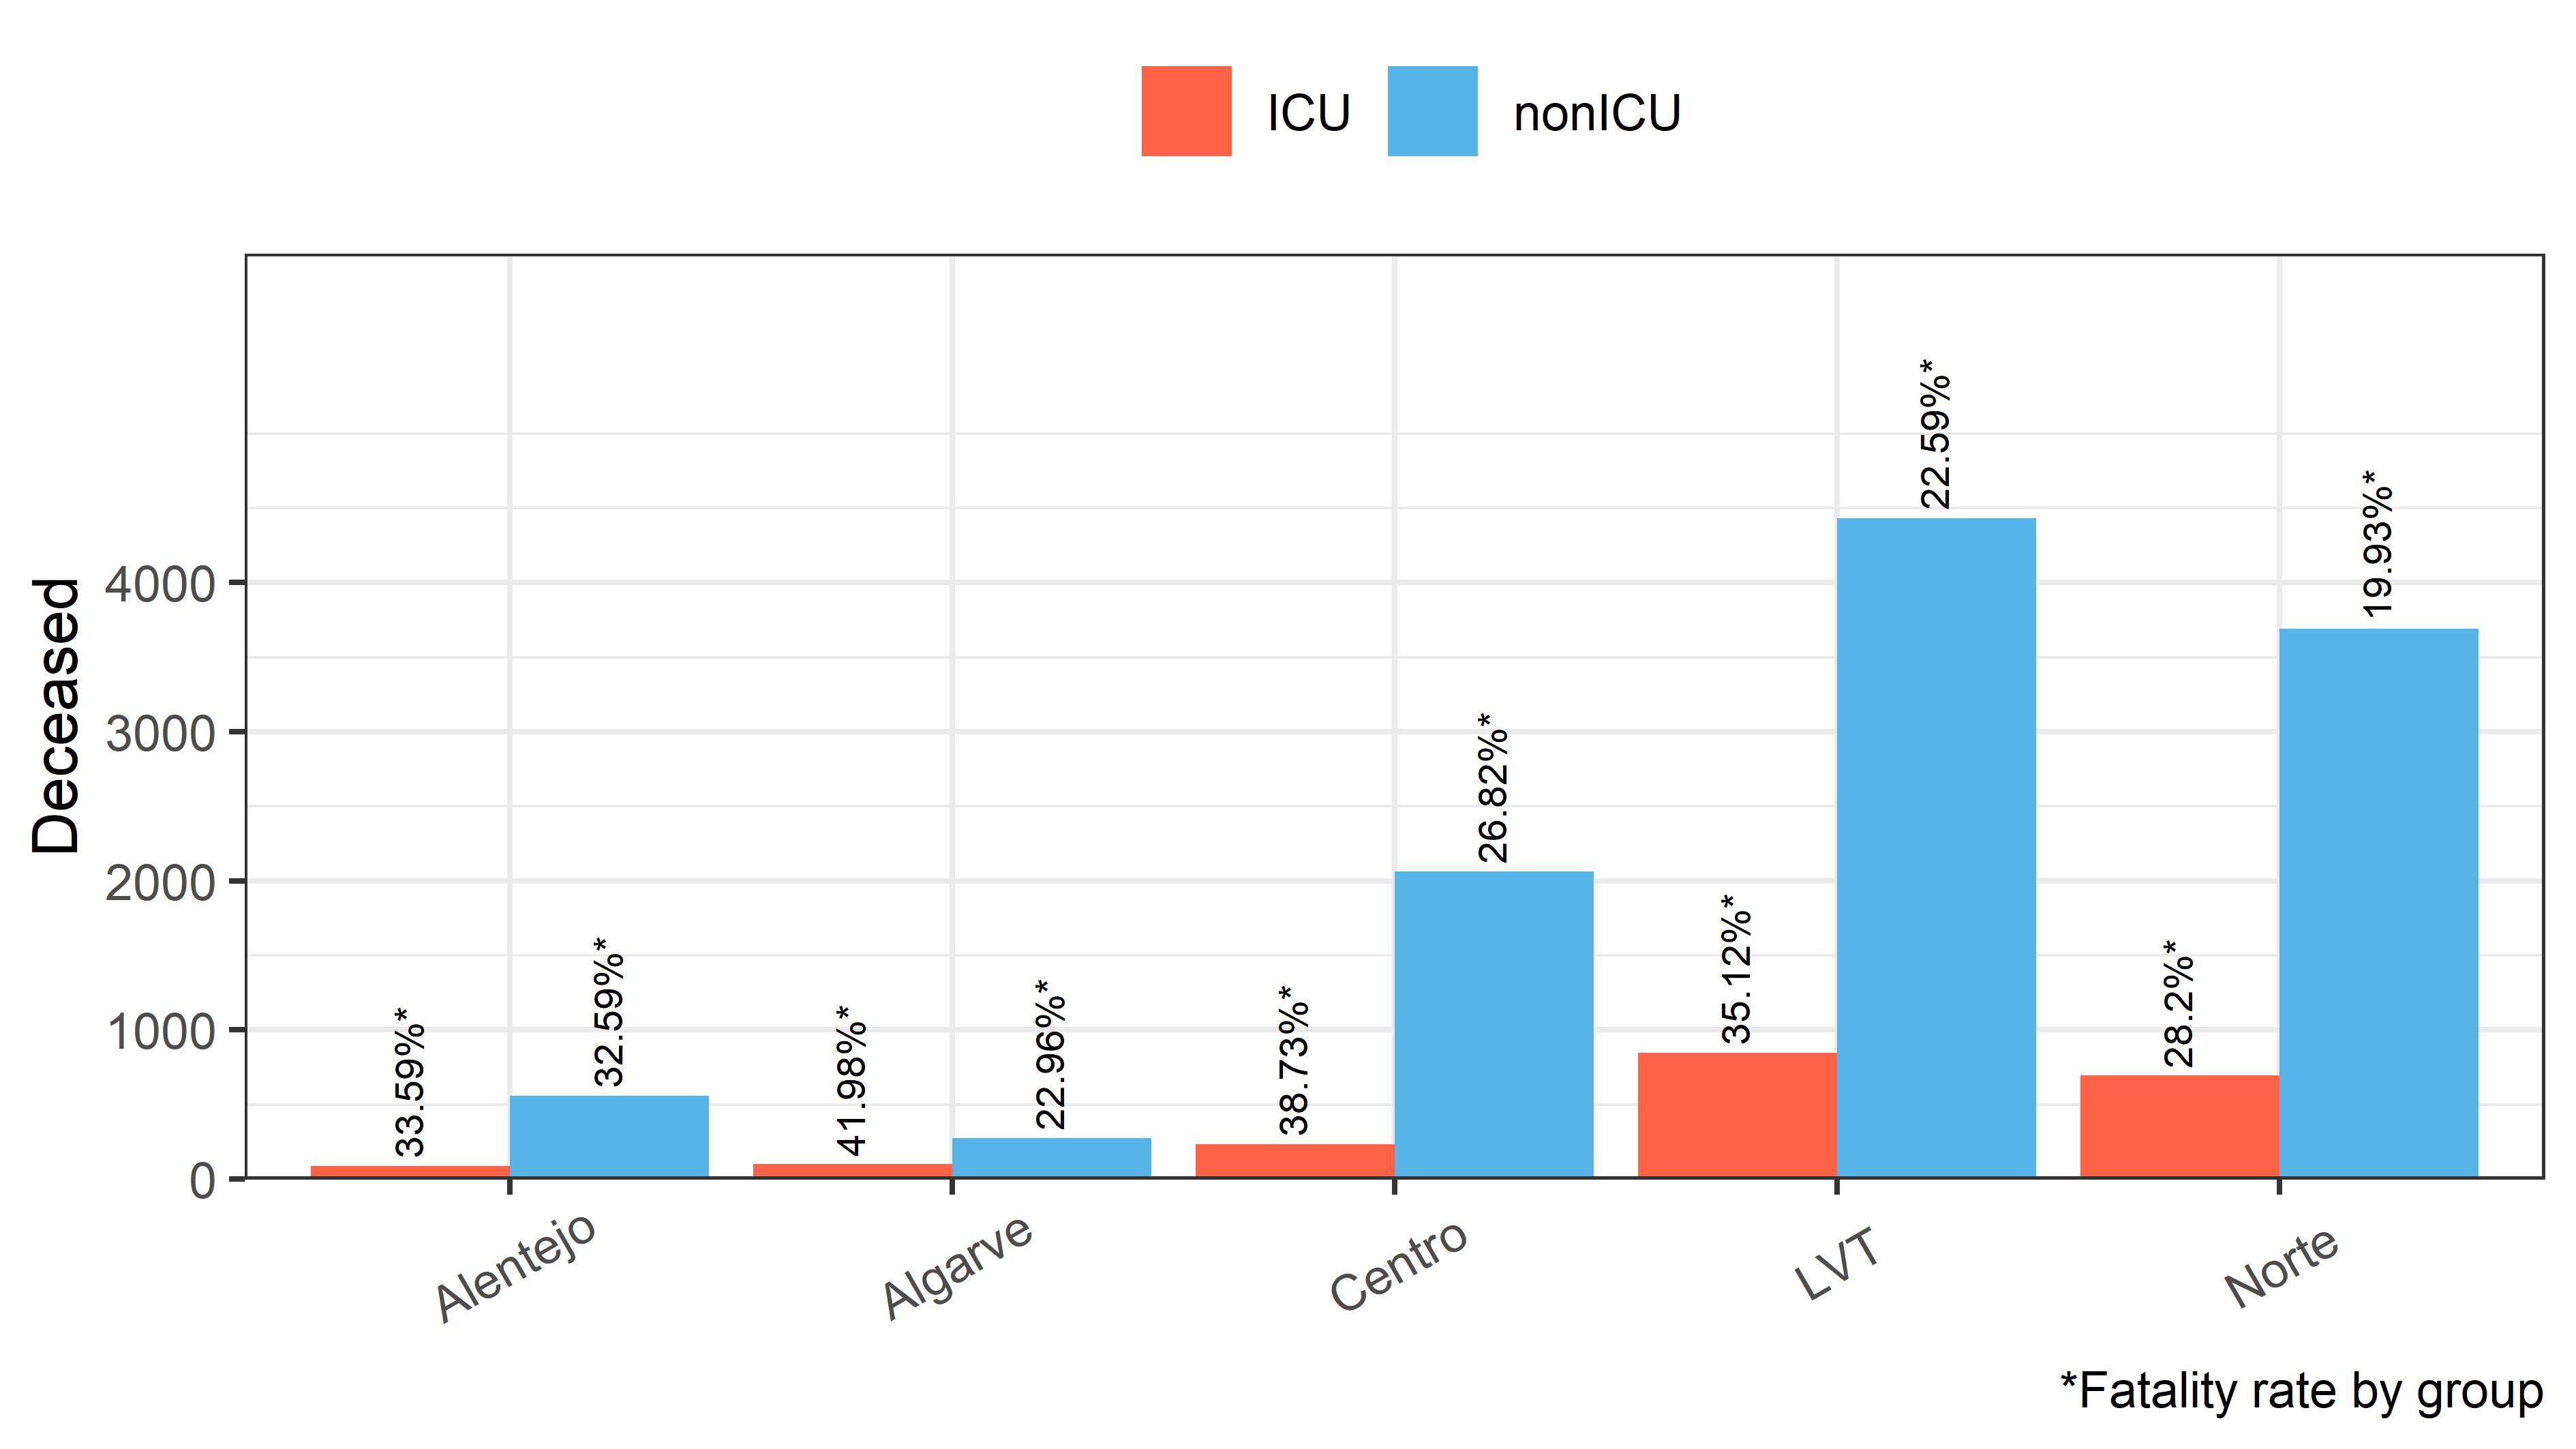 ICU nonICU
Deceased
4000
3000
2000
1000
0
33.59%*
32.59%*
41.98%*
22.96%*
38.73%*
26.82%*
35.12%*
22.59%*
28.2%*
19.93%*
Alentejo
Algarve
Centro
LVT
Norte
*Fatality rate by group